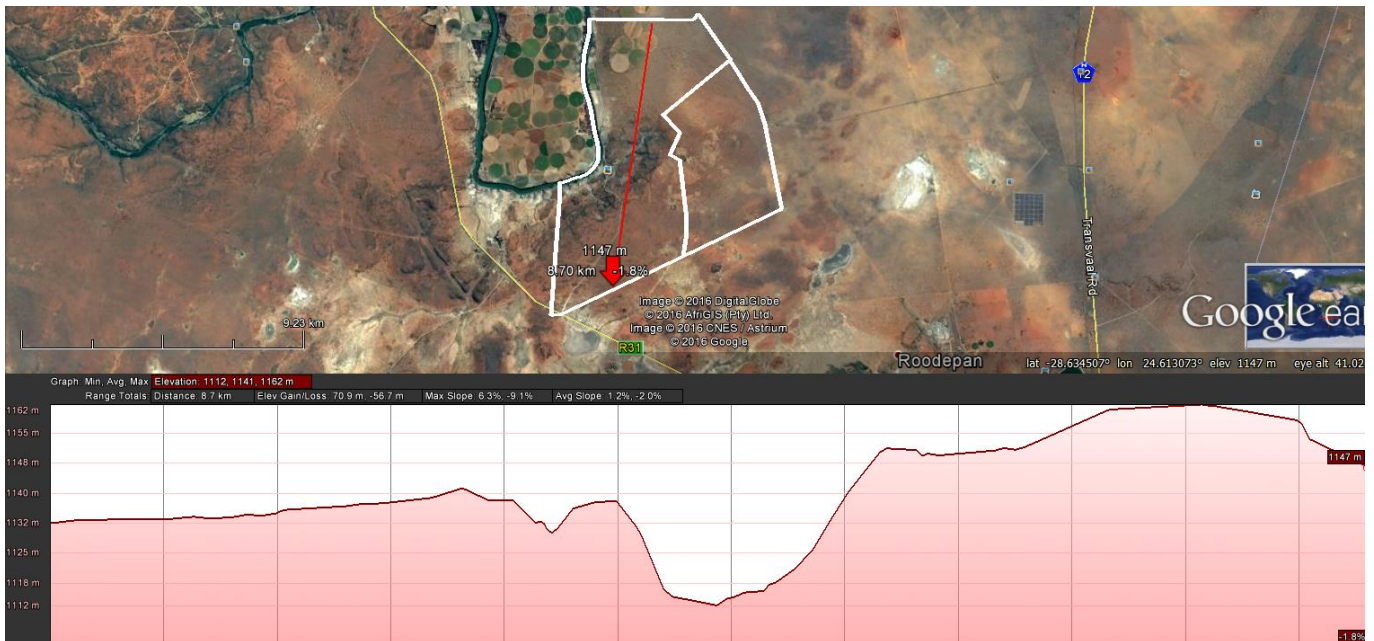 12
Transvaal Rd
1147 m
8.70 km -1.8%
Image © 2016 DigitalGlobe
© 2016 AfriGIS (Pty) Ltd.
Image © 2016 CNES / Astrium
© 2016 Google
Google ea
9.23 km
R31
Roodepan
lat -28.634507° lon 24.613073° elev 1147 m eye alt 41.02
Graph: Min, Avg, Max Elevation: 1112, 1141, 1162 m
Range Totals: Distance: 8.7 km Elev Gain/Loss: 70.9 m, -56.7 m Max Slope: 6.3%, -9.1% Avg Slope: 1.2%, -2.0%
1162 m
1155 m
1148 m
1147 m
1140 m
1132 m
1125 m
1118 m
1112 m
-1.8%